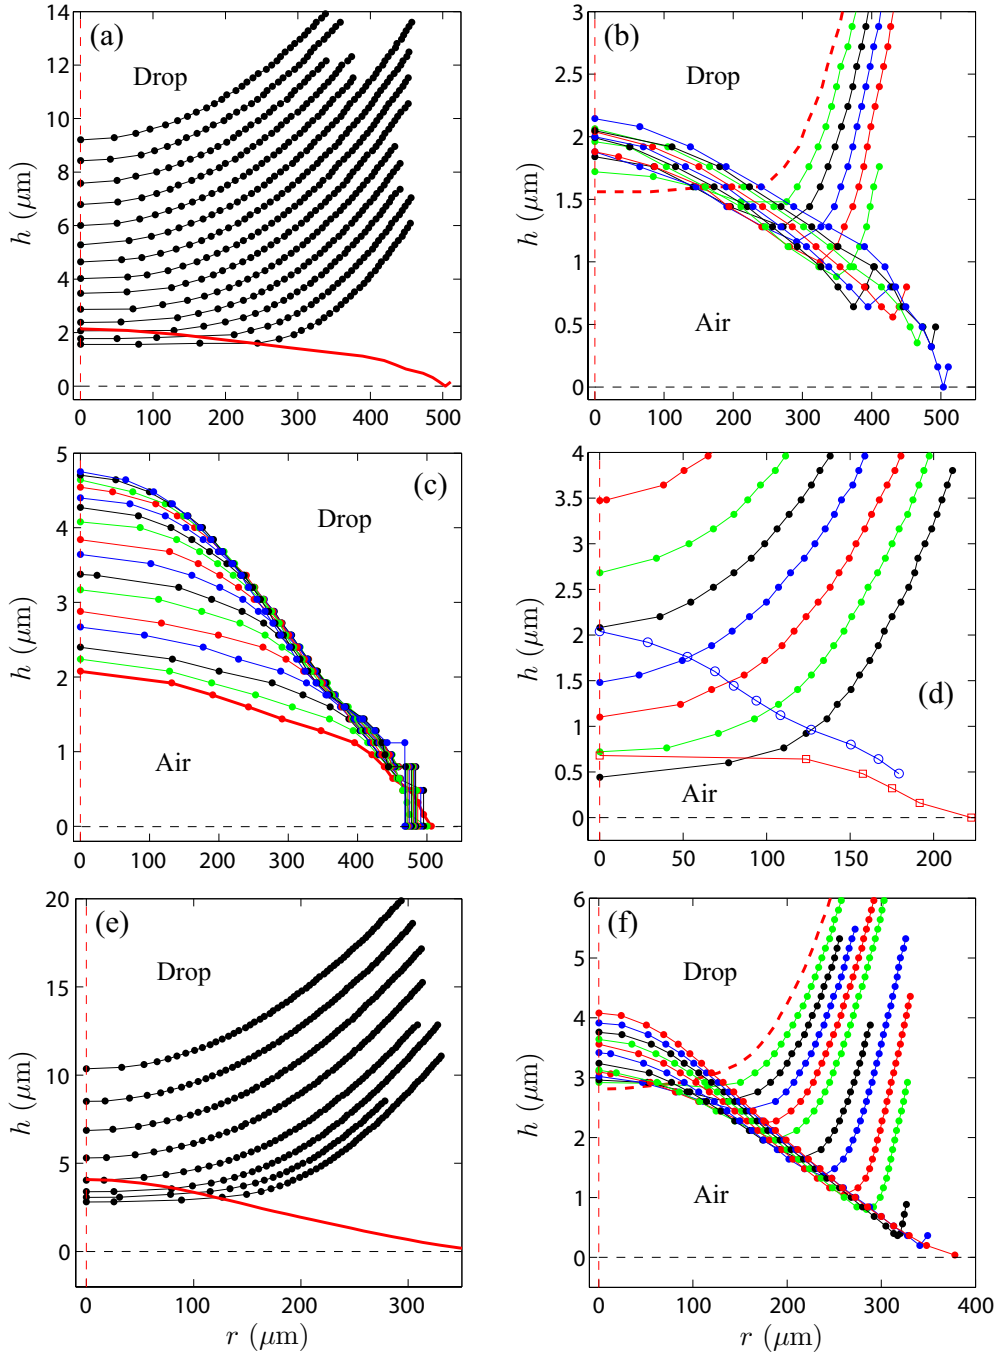 (a)
Drop
h (μm)
14
12
10
8
6
4
2
0
0 100 200 300 400 500
(b)
Drop
Air
h (μm)
3
2.5
2
1.5
1
0.5
0
0 100 200 300 400 500
(c)
Drop
Air
h (μm)
5
4
3
2
1
0
0 100 200 300 400 500
(d)
Air
h (μm)
4
3.5
3
2.5
2
1.5
1
0.5
0
0 50 100 150 200
(e)
Drop
h (μm)
20
15
10
5
0
0 100 200 300
r (μm)
(f)
Drop
Air
h (μm)
6
5
4
3
2
1
0
0 100 200 300 400
r (μm)